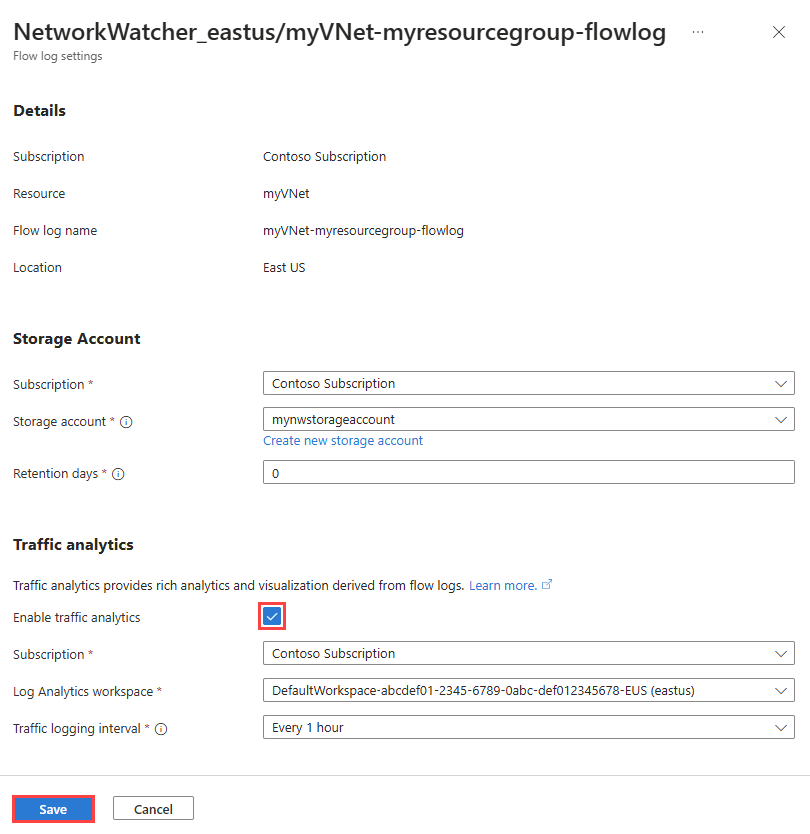 NetworkWatcher_eastus/myVNet-myresourcegroup-flowlog ...
Flow log settings
Details
Subscription Contoso Subscription
Resource myVNet
Flow log name myVNet-myresourcegroup-flowlog
Location East US
Storage Account
Subscription * Contoso Subscription
Storage account * mynwstorageaccount
Create new storage account
Retention days * 0
Traffic analytics
Traffic analytics provides rich analytics and visualization derived from flow logs. Learn more.
Enable traffic analytics
Subscription * Contoso Subscription
Log Analytics workspace * DefaultWorkspace-abcdef01-2345-6789-0abc-def012345678-EUS (eastus)
Traffic logging interval * Every 1 hour
Save Cancel